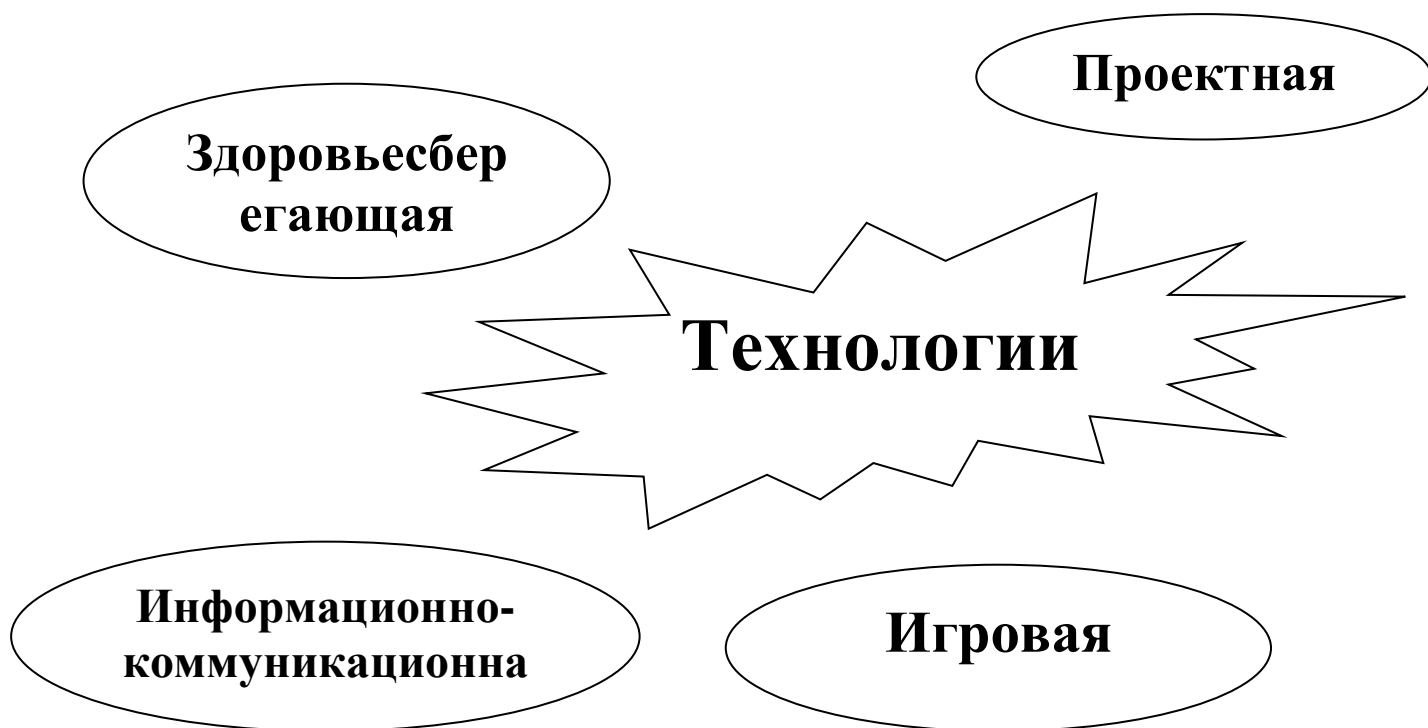 Проектная
Здоровьесбер
егающая
Технологии
Информационно-
коммуникационна
Игровая